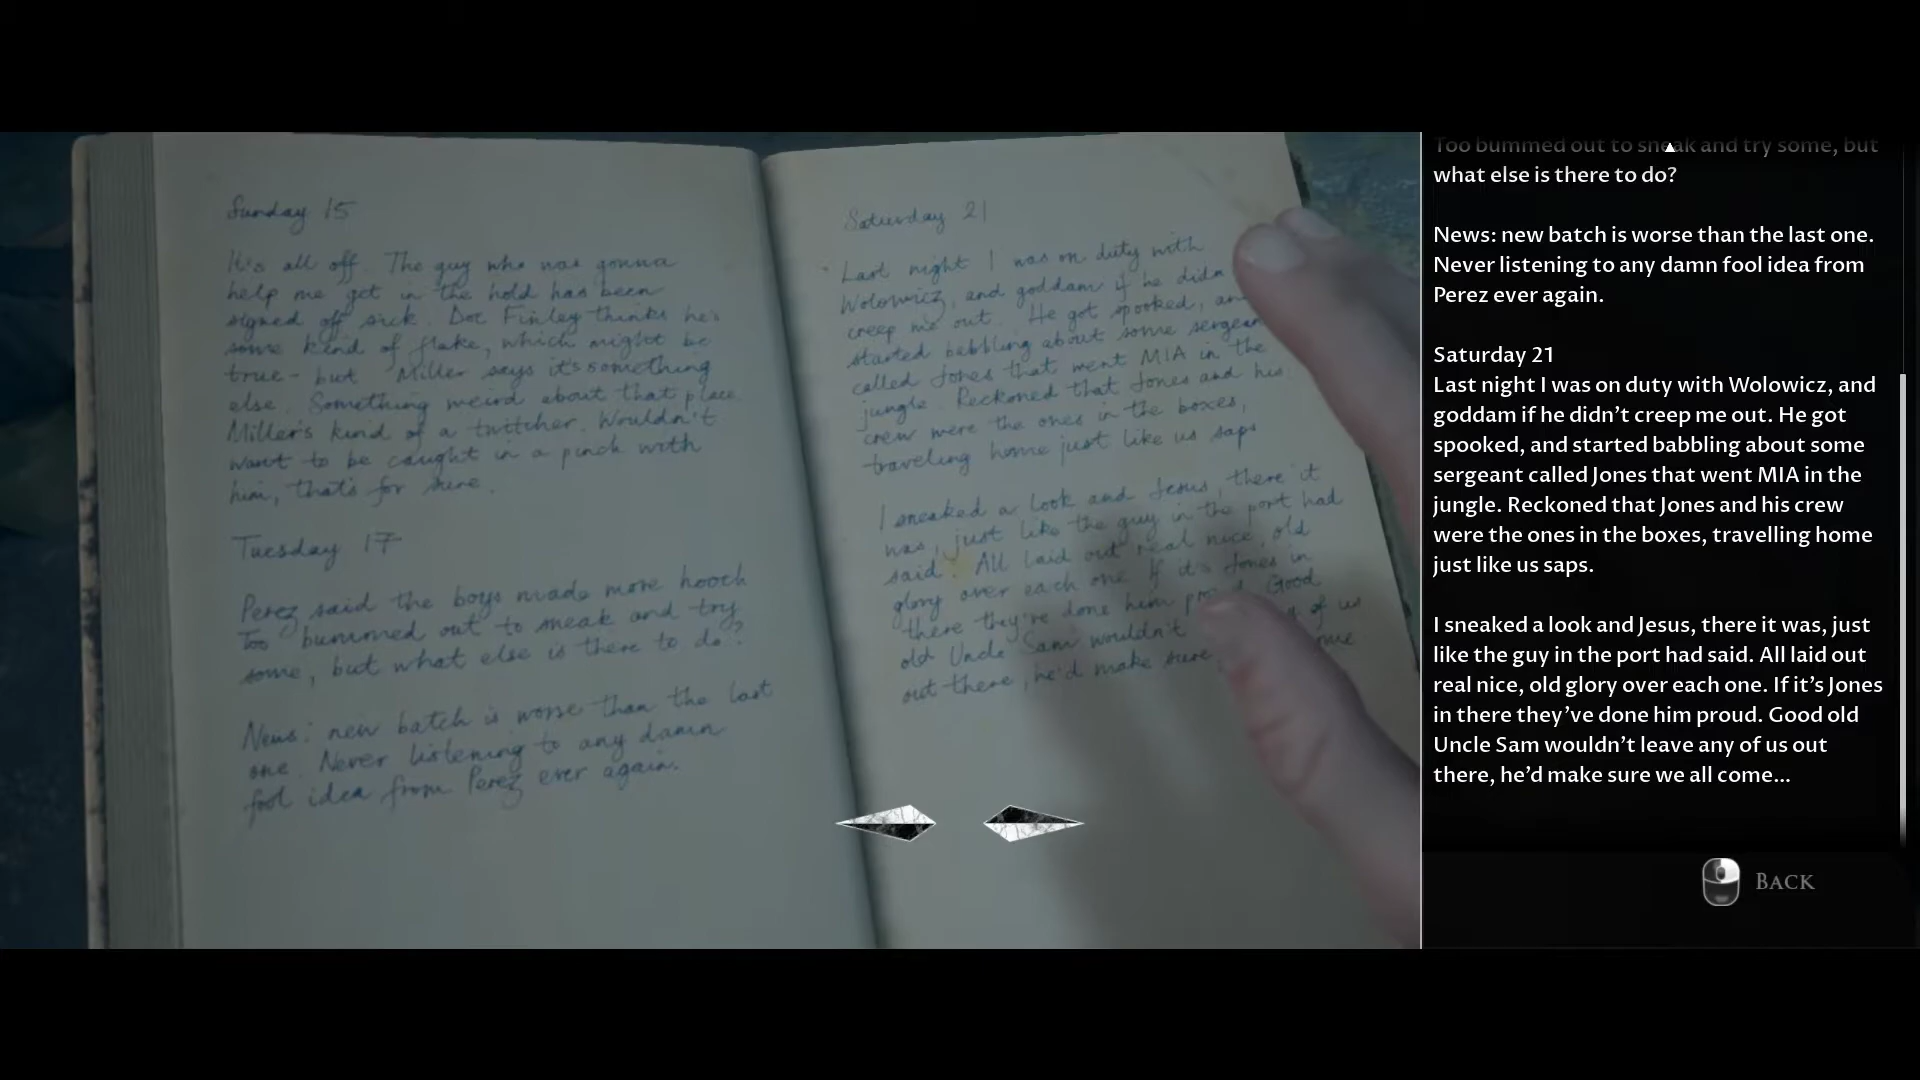 Sunday 15
It's all off. The guy who was gonna
help me get in the hold has been
signed off sick. Doc Finley thinks he's
some kind of flake, which might be
true - but Miller says it's something
else. Something weird about that place.
Miller's kind of a twitcher. Wouldn't
want to be caught in a pinch with
him, that's for sure.
Tuesday 17
Perez said the boys made more hooch
Too bummed out to sneak and try
some, but what else is there to do?
News: new batch is worse than the last
one. Never listening to any damn
fool idea from Perez ever again.
Saturday 21
Last night I was on duty with
Wolowicz, and goddam if he didn
creep me out. He got spooked, an
started babbling about some sergean
called Jones that went MIA in the
jungle. Reckoned that Jones and his
crew were the ones in the boxes,
traveling home just like us saps
I sneaked a look and Jesus, there it
was, just like the guy in the port had
said. All laid out real nice, old
glory over each one. If it's Jones in
there they've done him Good
old Uncle Sam wouldn't of us
out there, he'd make sure
Too bummed out to sneak and try some, but
what else is there to do?
News: new batch is worse than the last one.
Never listening to any damn fool idea from
Perez ever again.
Saturday 21
Last night I was on duty with Wolowicz, and
goddam if he didn't creep me out. He got
spooked, and started babbling about some
sergeant called Jones that went MIA in the
jungle. Reckoned that Jones and his crew
were the ones in the boxes, travelling home
just like us saps.
I sneaked a look and Jesus, there it was, just
like the guy in the port had said. All laid out
real nice, old glory over each one. If it's Jones
in there they've done him proud. Good old
Uncle Sam wouldn't leave any of us out
there, he'd make sure we all come...
BACK